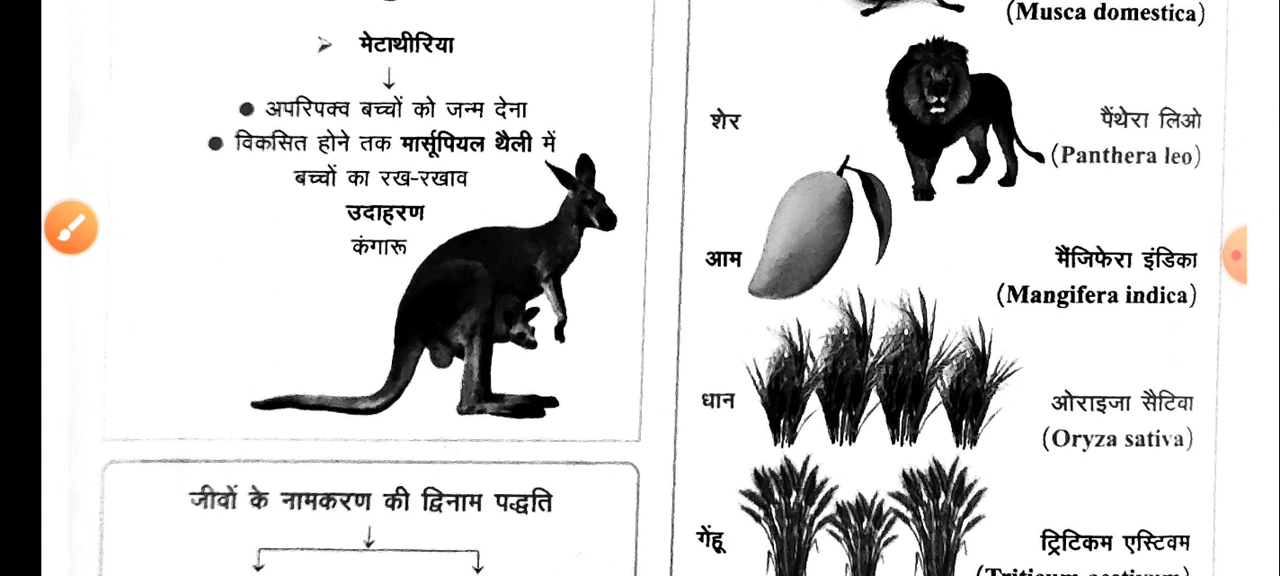 मेटाथीरिया
अपरिपक्व बच्चों को जन्म देना
विकसित होने तक मार्सूपियल थैली में
बच्चों का रख-रखाव
उदाहरण
कंगारू
जीवों के नामकरण की द्विनाम पद्धति
(Musca domestica)
शेर
पैंथेरा लिओ
(Panthera leo)
आम
मैंजिफेरा इंडिका
(Mangifera indica)
धान
ओराइजा सैटिवा
(Oryza sativa)
गेंहू
ट्रिटिकम एस्टिवम